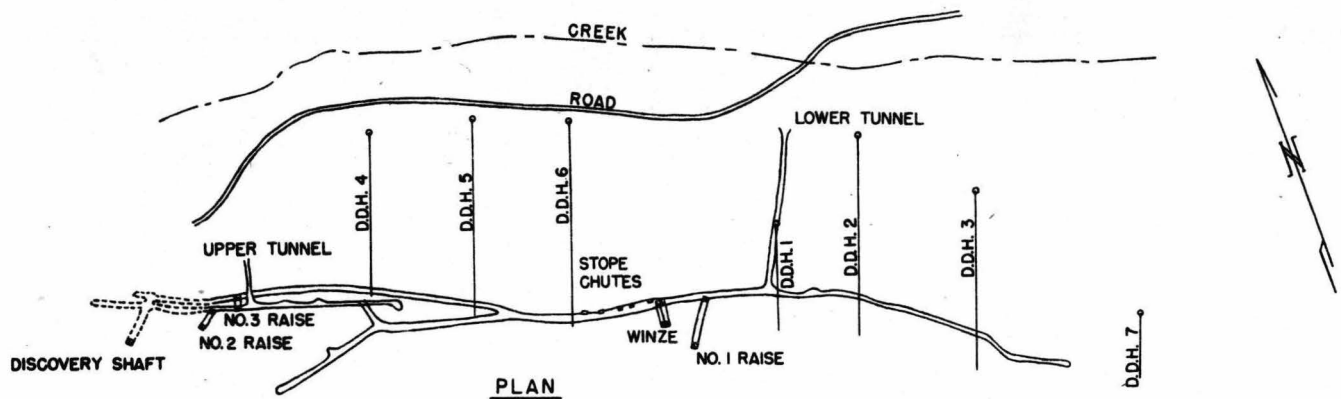 CREEK
ROAD
LOWER TUNNEL
D.D.H. 4
D.D.H. 5
D.D.H. 6
D.D.H. 1
D.D.H. 2
D.D.H. 3
D.D.H. 7
N
UPPER TUNNEL
STOPE
CHUTES
NO. 3 RAISE
NO. 2 RAISE
WINZE
NO. 1 RAISE
DISCOVERY SHAFT
PLAN